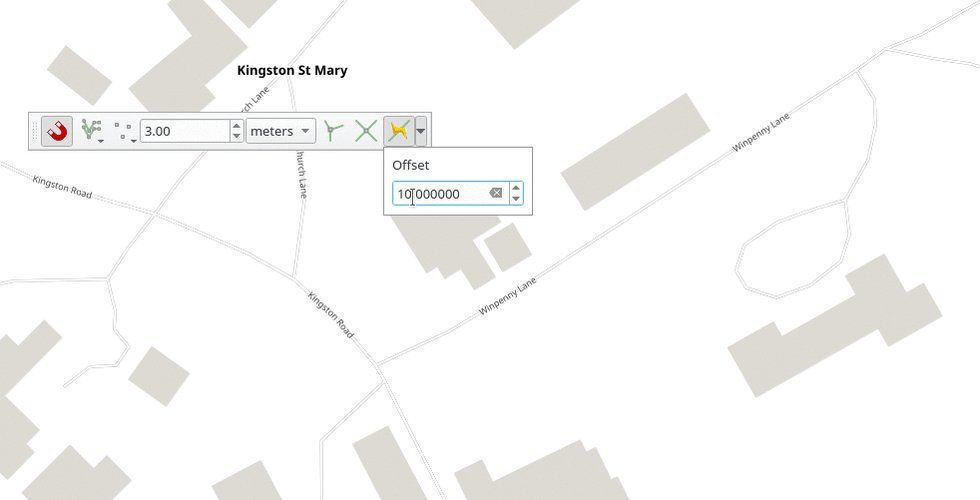 Kingston St Mary
ch Lane
3.00
meters
Winpenny Lane
Offset
hurch Lane
Kingston Road
10.000000
Winpenny Lane
Kingston Road